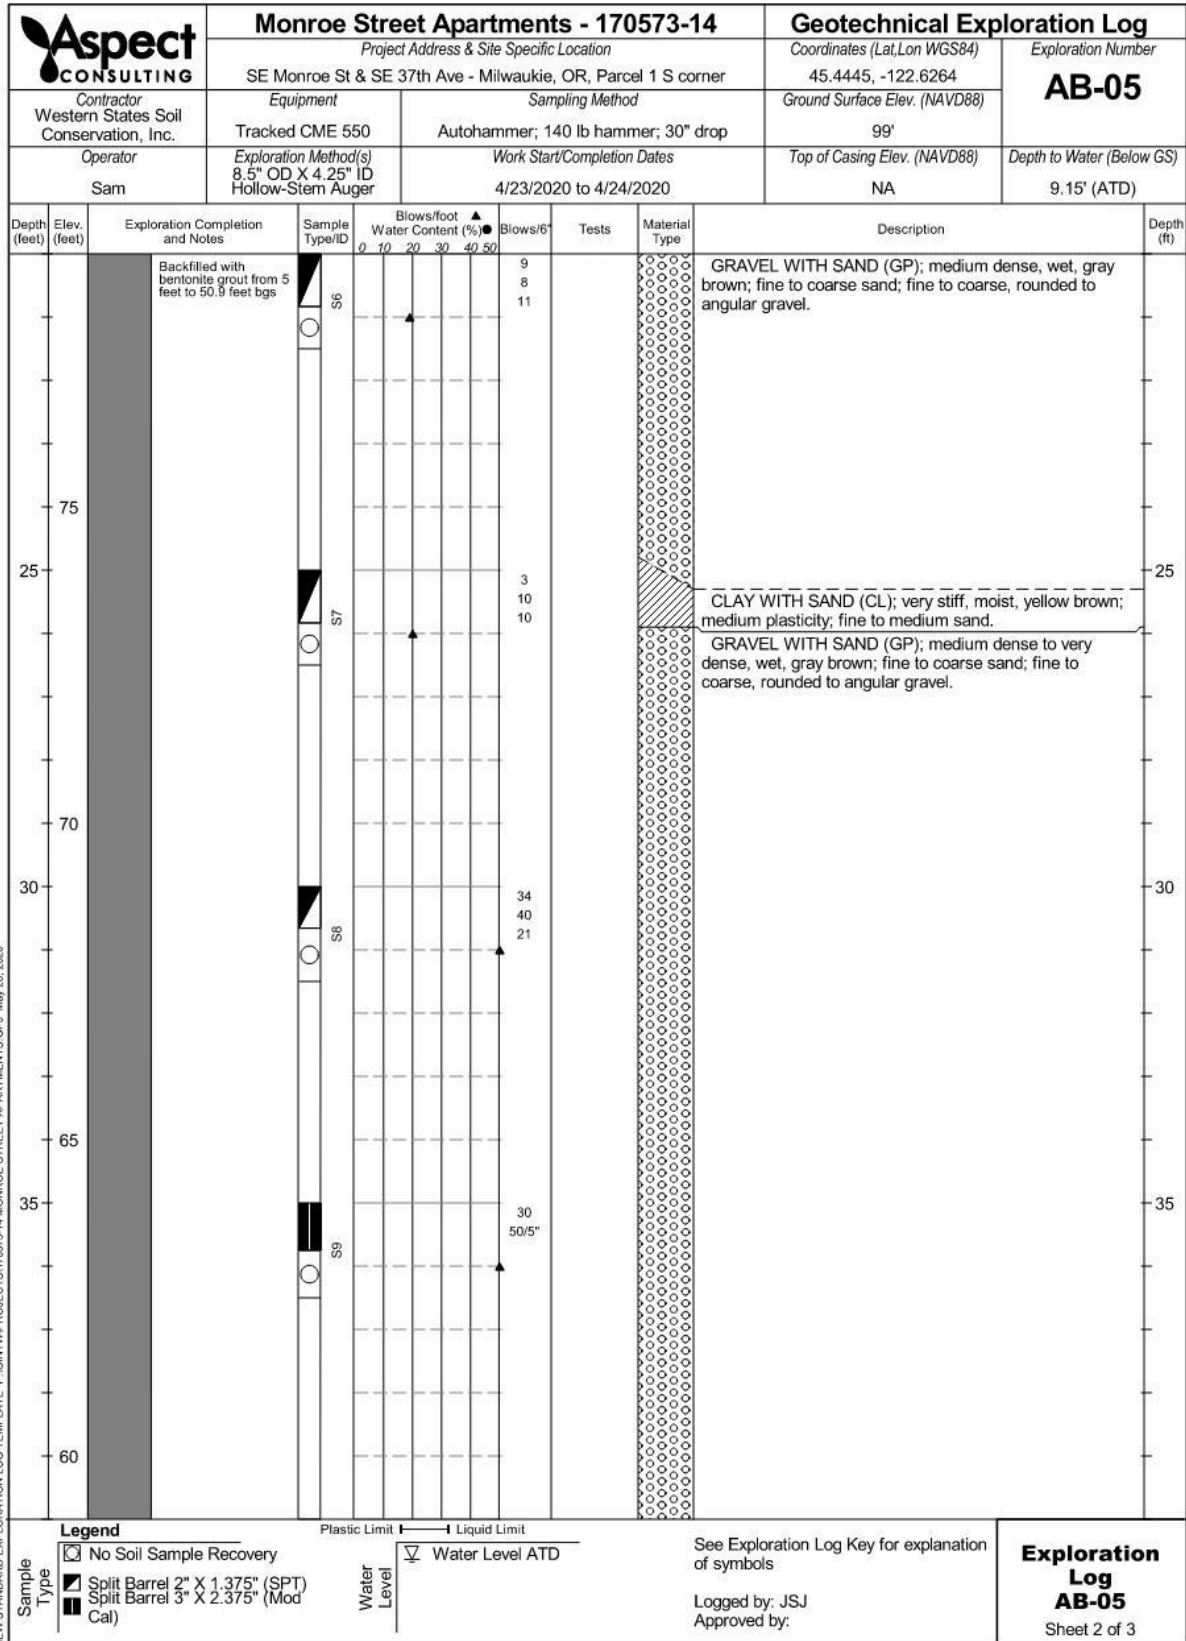 Aspect
CONSULTING
Monroe Street Apartments - 170573-14
Geotechnical Exploration Log
Project Address & Site Specific Location
SE Monroe St & SE 37th Ave - Milwaukie, OR, Parcel 1 S corner
Coordinates (Lat,Lon WGS84)
45.4445, -122.6264
Exploration Number
AB-05
Contractor
Western States Soil
Conservation, Inc.
Equipment
Tracked CME 550
Sampling Method
Autohammer; 140 lb hammer; 30" drop
Ground Surface Elev. (NAVD88)
99'
Operator
Sam
Exploration Method(s)
8.5" OD X 4.25" ID
Hollow-Stem Auger
Work Start/Completion Dates
4/23/2020 to 4/24/2020
Top of Casing Elev. (NAVD88)
NA
Depth to Water (Below GS)
9.15' (ATD)
Depth
(feet)
Elev.
(feet)
Exploration Completion
and Notes
Sample
Type/ID
Blows/foot ▲
Water Content (%)●
0 10 20 30 40 50
Blows/6"
Tests
Material
Type
Description
Depth
(ft)
Backfilled with
bentonite grout from 5
feet to 50.9 feet bgs
S6
9
8
11
GRAVEL WITH SAND (GP); medium dense, wet, gray
brown; fine to coarse sand; fine to coarse, rounded to
angular gravel.
75
25
S7
3
10
10
25
CLAY WITH SAND (CL); very stiff, moist, yellow brown;
medium plasticity; fine to medium sand.
GRAVEL WITH SAND (GP); medium dense to very
dense, wet, gray brown; fine to coarse sand; fine to
coarse, rounded to angular gravel.
70
30
S8
34
40
21
30
65
35
S9
30
50/5"
35
60
Legend
Sample
Type
No Soil Sample Recovery
Split Barrel 2" X 1.375" (SPT)
Split Barrel 3" X 2.375" (Mod
Cal)
Plastic Limit Liquid Limit
Water
Level
Water Level ATD
See Exploration Log Key for explanation
of symbols
Logged by: JSJ
Approved by:
Exploration
Log
AB-05
Sheet 2 of 3